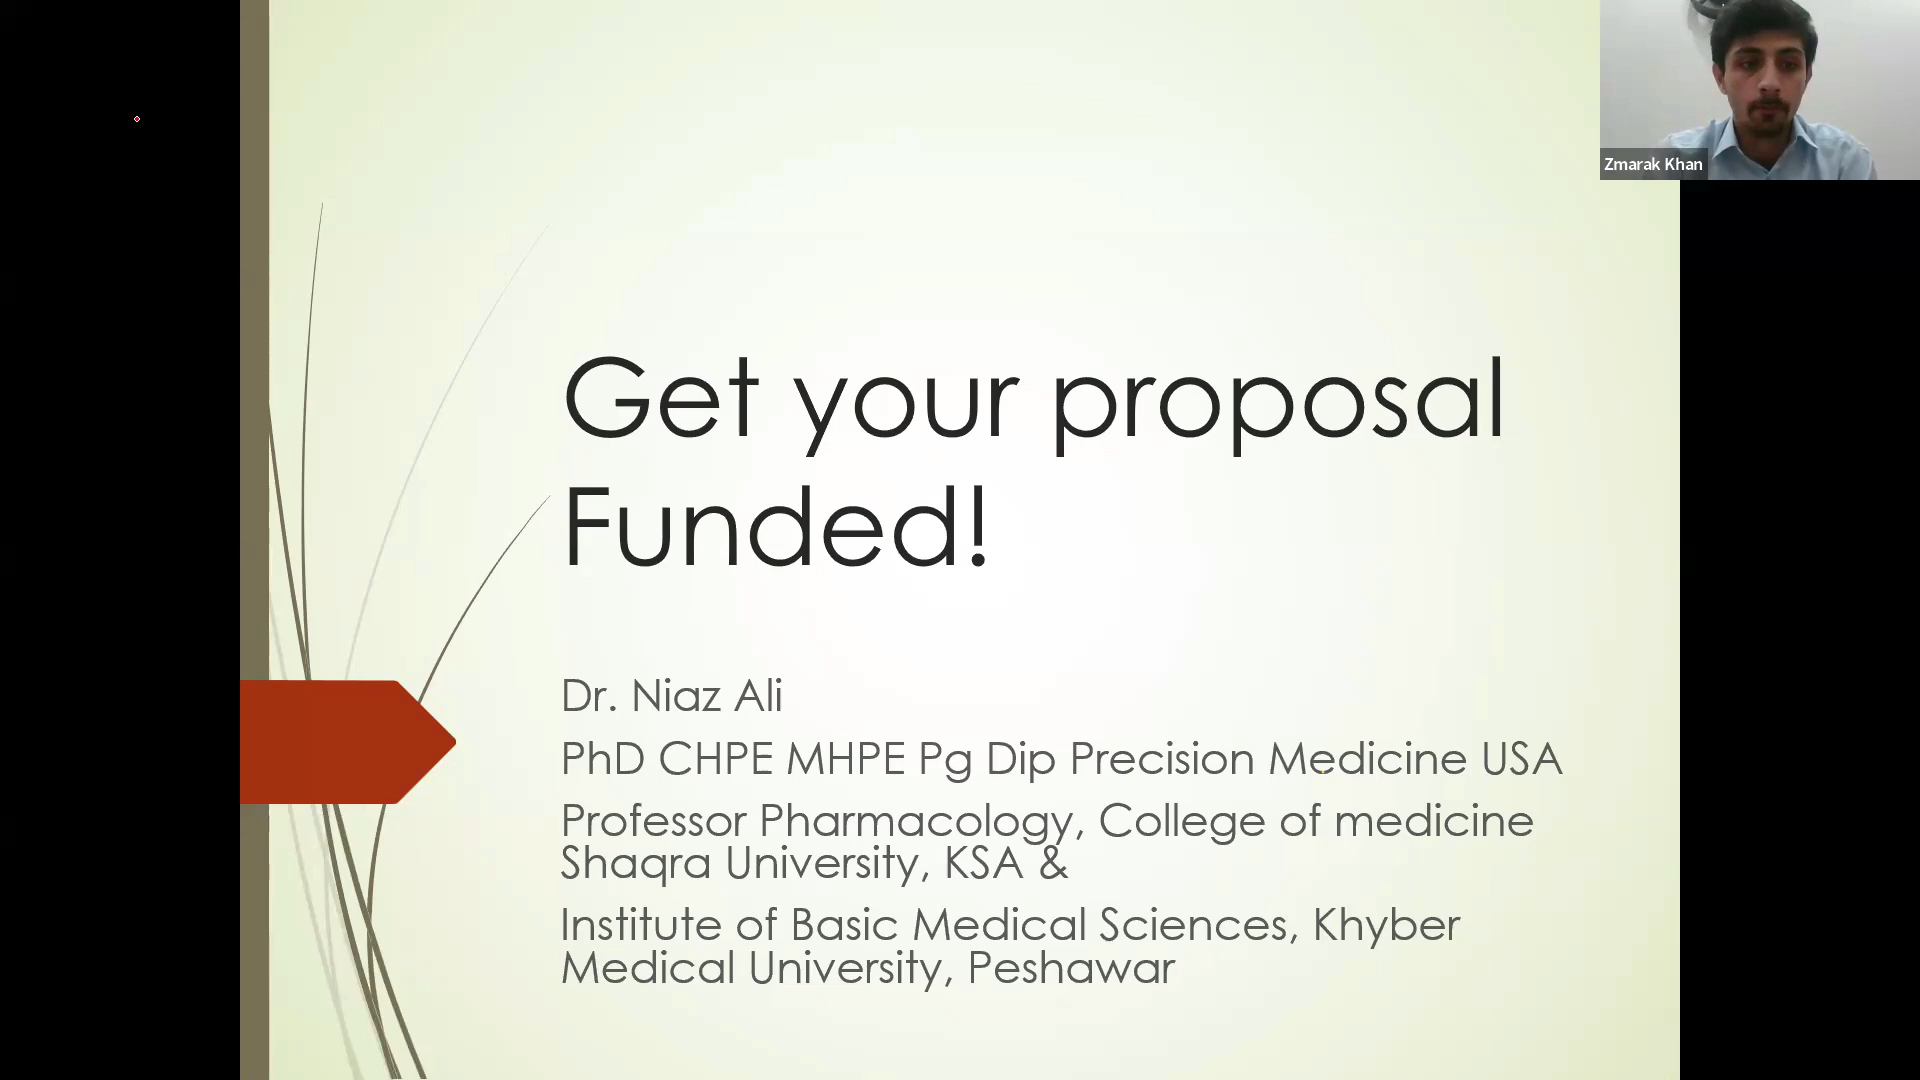 Zmarak Khan
Get your proposal
Funded!
Dr. Niaz Ali
PhD CHPE MHPE Pg Dip Precision Medicine USA
Professor Pharmacology, College of medicine
Shaqra University, KSA &
Institute of Basic Medical Sciences, Khyber
Medical University, Peshawar